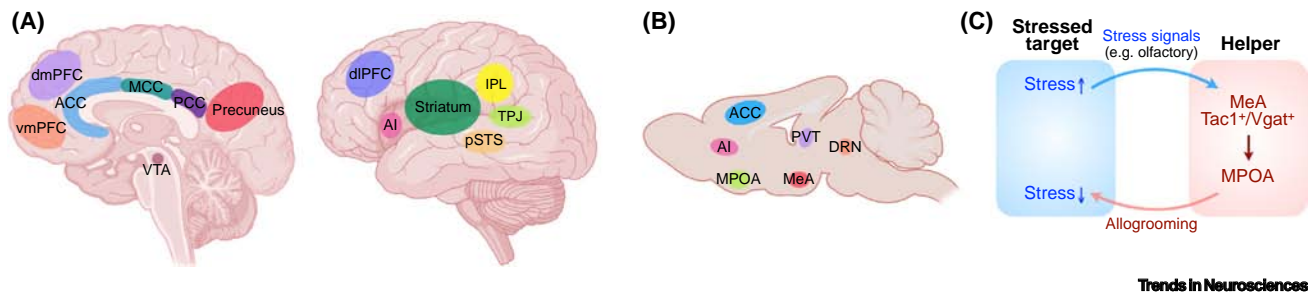 (A)
dmPFC
ACC
MCC
PCC
Precuneus
vmPFC
VTA
dlPFC
IPL
Striatum
AI
TPJ
pSTS
(B)
ACC
AI
PVT
DRN
MPOA
MeA
(C)
Stressed
target
Stress signals
(e.g. olfactory)
Helper
Stress↑
MeA
Tac1⁺/Vgat⁺
MPOA
Stress↓
Allogrooming
Trends in Neurosciences